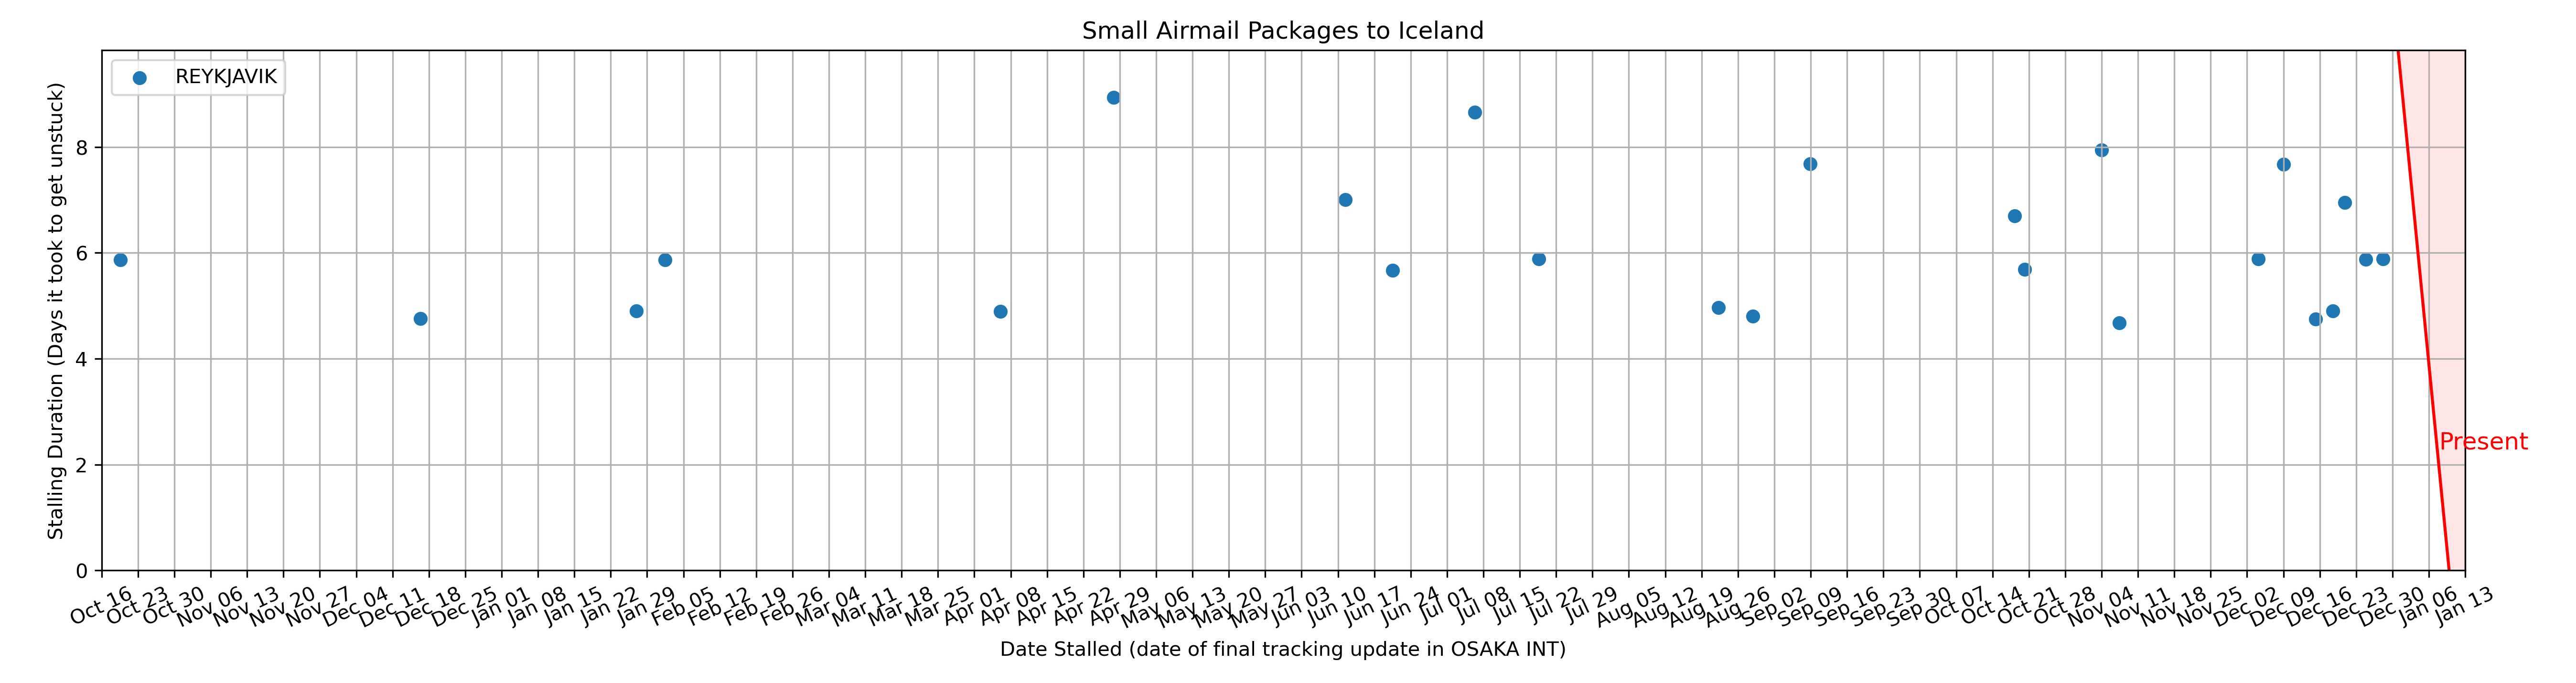 Small Airmail Packages to Iceland
REYKJAVIK
Stalling Duration (Days it took to get unstuck)
8
6
4
2
0
Present
Oct 16
Oct 23
Oct 30
Nov 06
Nov 13
Nov 20
Nov 27
Dec 04
Dec 11
Dec 18
Dec 25
Jan 01
Jan 08
Jan 15
Jan 22
Jan 29
Feb 05
Feb 12
Feb 19
Feb 26
Mar 04
Mar 11
Mar 18
Mar 25
Apr 01
Apr 08
Apr 15
Apr 22
Apr 29
May 06
May 13
May 20
May 27
Jun 03
Jun 10
Jun 17
Jun 24
Jul 01
Jul 08
Jul 15
Jul 22
Jul 29
Aug 05
Aug 12
Aug 19
Aug 26
Sep 02
Sep 09
Sep 16
Sep 23
Sep 30
Oct 07
Oct 14
Oct 21
Oct 28
Nov 04
Nov 11
Nov 18
Nov 25
Dec 02
Dec 09
Dec 16
Dec 23
Dec 30
Jan 06
Jan 13
Date Stalled (date of final tracking update in OSAKA INT)